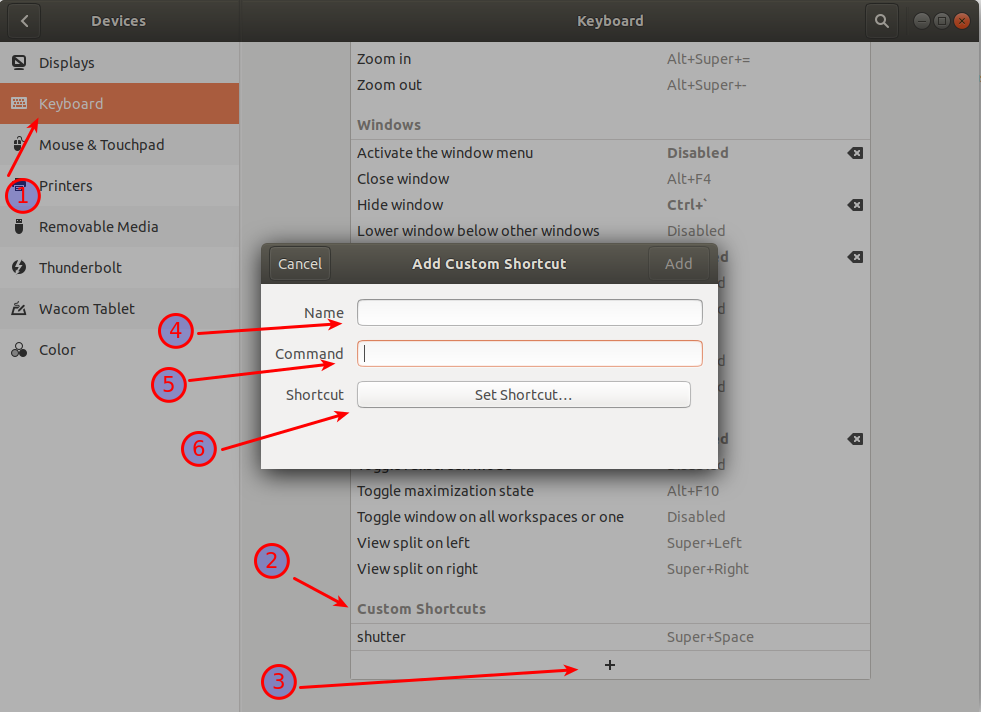 Devices
Keyboard
Displays
Keyboard
Mouse & Touchpad
Printers
Removable Media
Thunderbolt
Wacom Tablet
Color
1
Zoom in Alt+Super+=
Zoom out Alt+Super+-
Windows
Activate the window menu Disabled
Close window Alt+F4
Hide window Ctrl+`
Lower window below other windows Disabled
Cancel Add Custom Shortcut Add
Name
4
Command
5
Shortcut Set Shortcut...
6
Toggle maximization state Alt+F10
Toggle window on all workspaces or one Disabled
View split on left Super+Left
View split on right Super+Right
2
Custom Shortcuts
shutter Super+Space
3 +